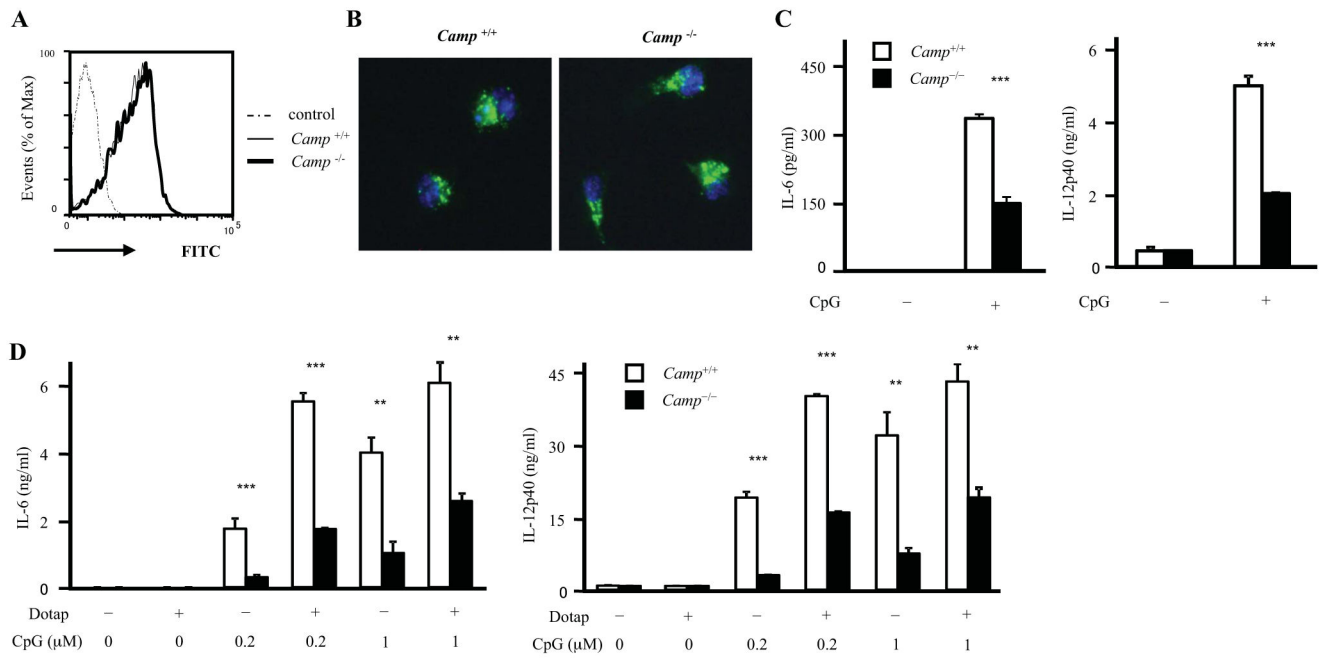 A
100
Events (% of Max)
0
0
10 5
FITC
control
Camp +/+
Camp -/-
B
Camp +/+
Camp -/-
C
450
300
150
0
IL-6 (pg/ml)
Camp+/+
Camp−/−
***
CpG
−
+
6
4
2
0
IL-12p40 (ng/ml)
***
CpG
−
+
D
6
4
2
0
IL-6 (ng/ml)
***
***
**
**
Dotap − + − + − +
CpG (μM) 0 0 0.2 0.2 1 1
45
30
15
0
IL-12p40 (ng/ml)
Camp+/+
Camp−/−
***
***
**
**
− + − + − +
0 0 0.2 0.2 1 1